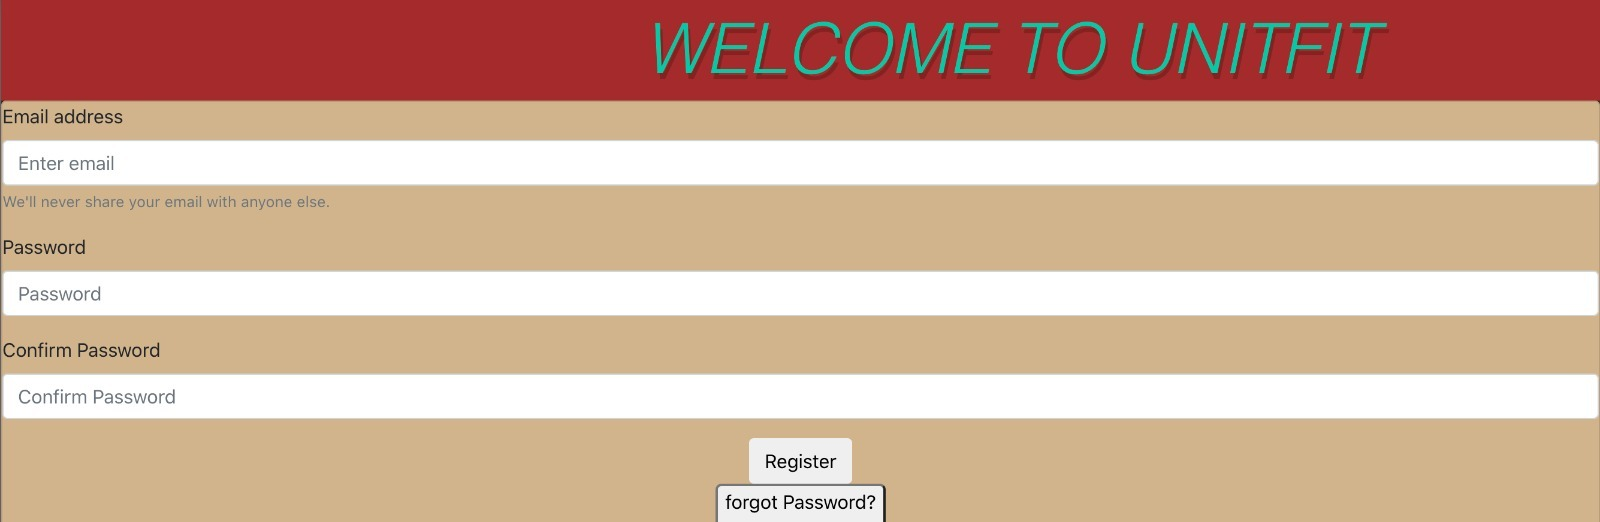 WELCOME TO UNITFIT
Email address
Enter email
We'll never share your email with anyone else.
Password
Password
Confirm Password
Confirm Password
Register
forgot Password?